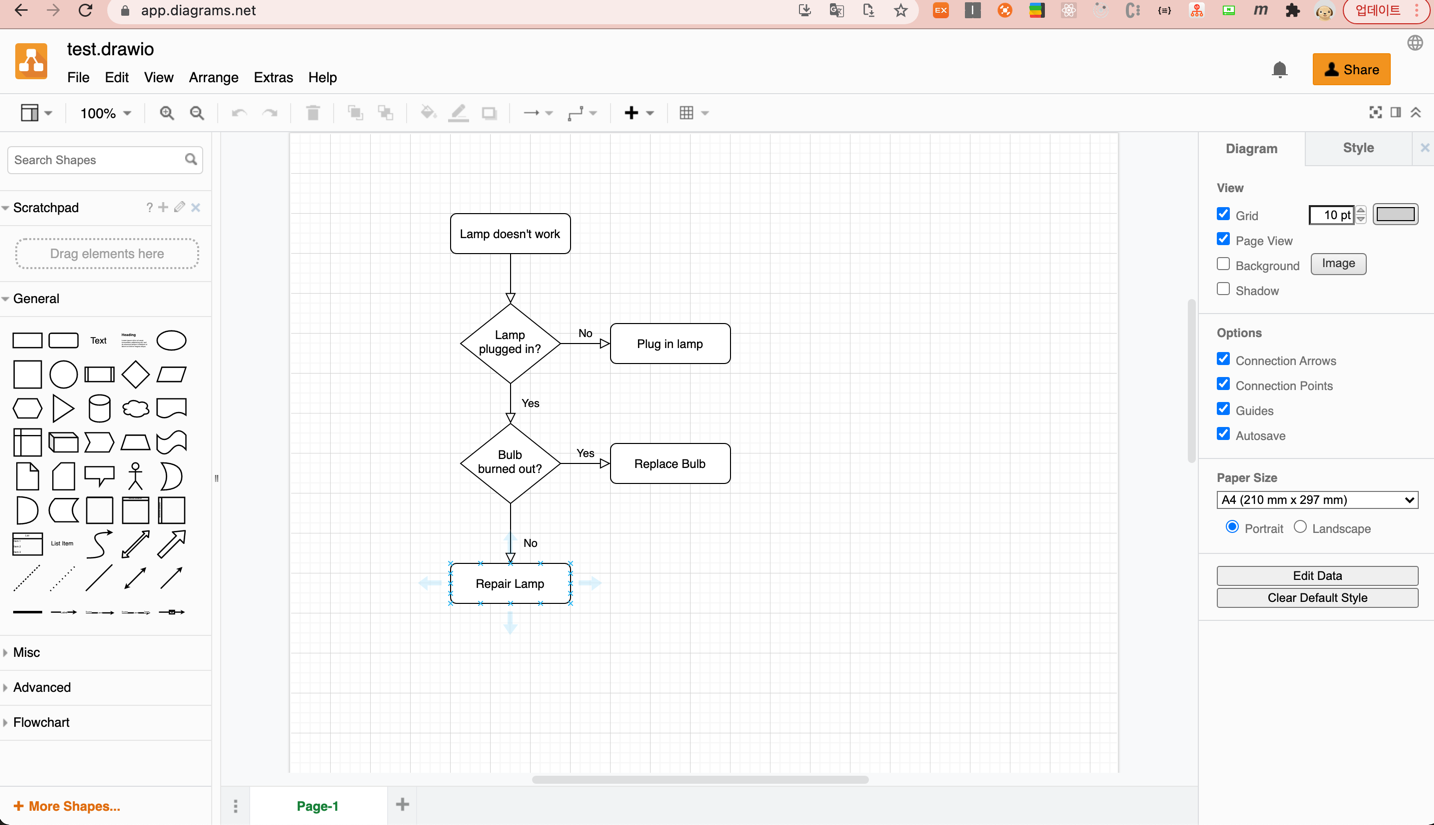 app.diagrams.net
EX
m
업데이트
test.drawio
File Edit View Arrange Extras Help
Share
100%
Search Shapes
Scratchpad
?
Drag elements here
General
Text
Heading
List Item
Misc
Advanced
Flowchart
+ More Shapes...
Lamp doesn't work
Lamp
plugged in?
No
Plug in lamp
Yes
Bulb
burned out?
Yes
Replace Bulb
No
Repair Lamp
Page-1
Diagram
Style
View
Grid
10 pt
Page View
Background
Image
Shadow
Options
Connection Arrows
Connection Points
Guides
Autosave
Paper Size
A4 (210 mm x 297 mm)
Portrait
Landscape
Edit Data
Clear Default Style